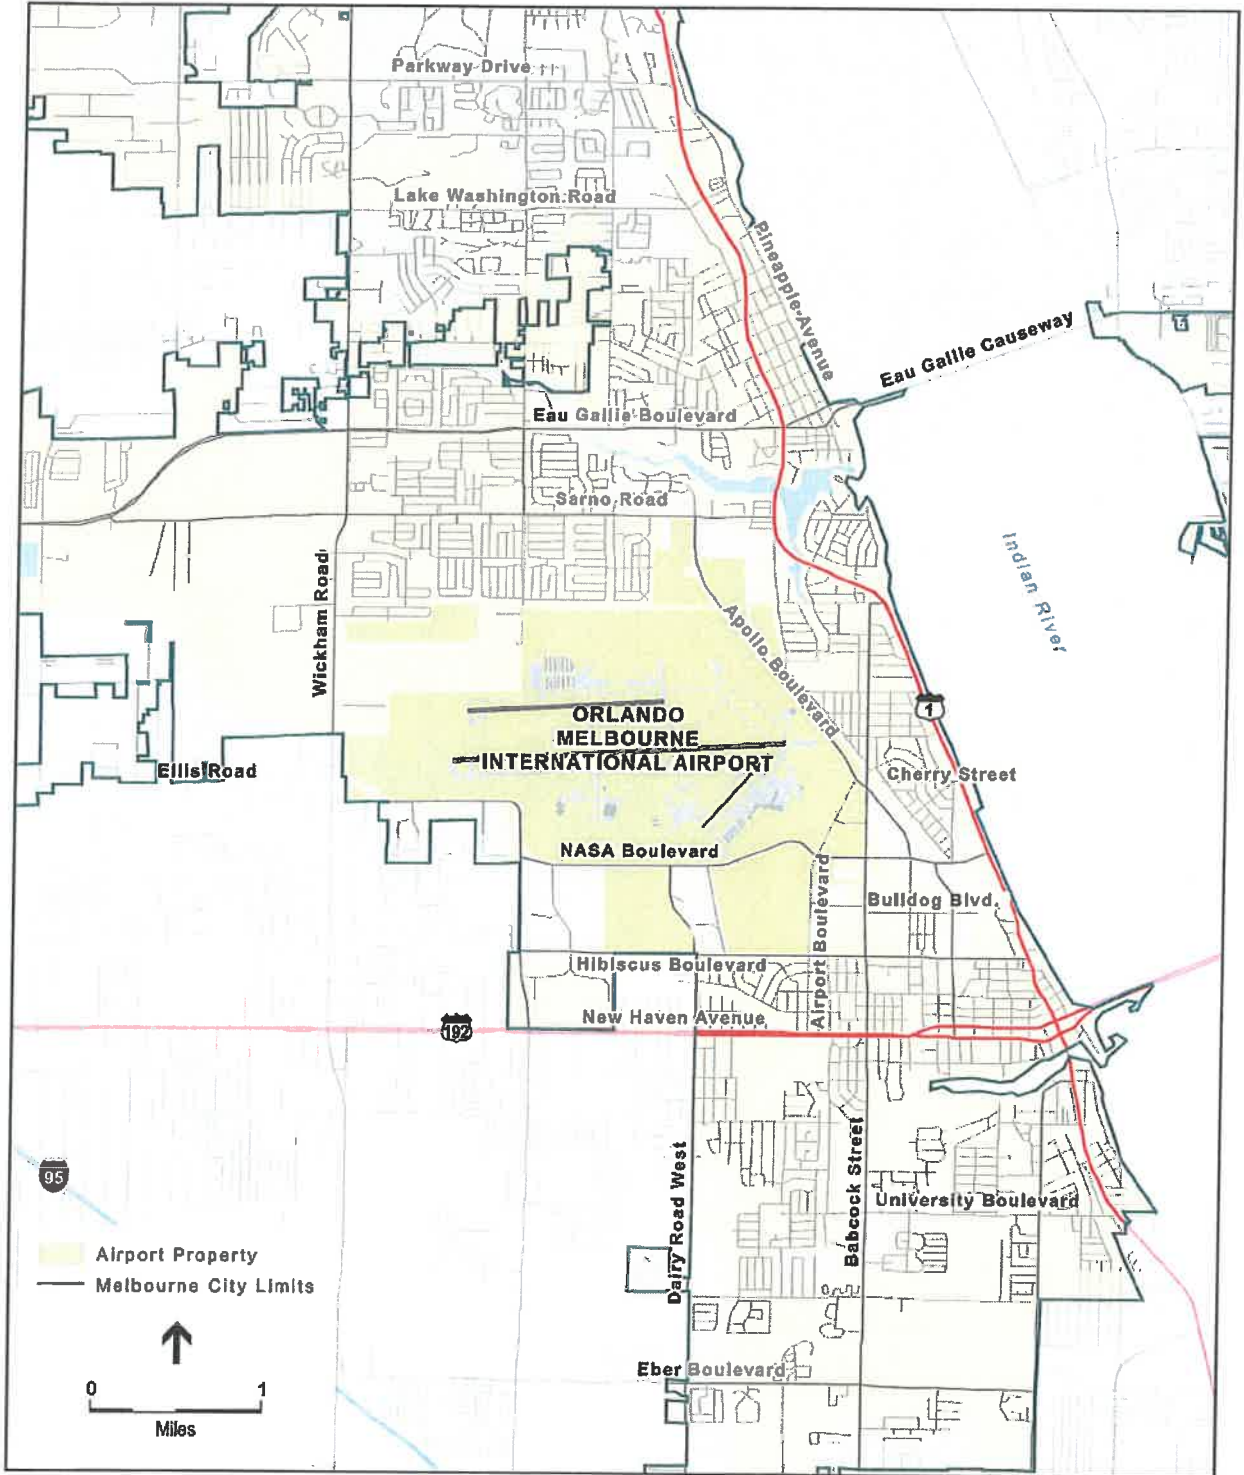 Parkway Drive
Lake Washington Road
Pineapple Avenue
Eau Gallie Causeway
Eau Gallie Boulevard
Sarno Road
Indian River
Wickham Road
Apollo Boulevard
1
ORLANDO
MELBOURNE
INTERNATIONAL AIRPORT
Ellis Road
Cherry Street
NASA Boulevard
Airport Boulevard
Bulldog Blvd.
Hibiscus Boulevard
New Haven Avenue
192
95
Dairy Road West
Babcock Street
University Boulevard
Airport Property
Melbourne City Limits
Eber Boulevard
0 1
Miles